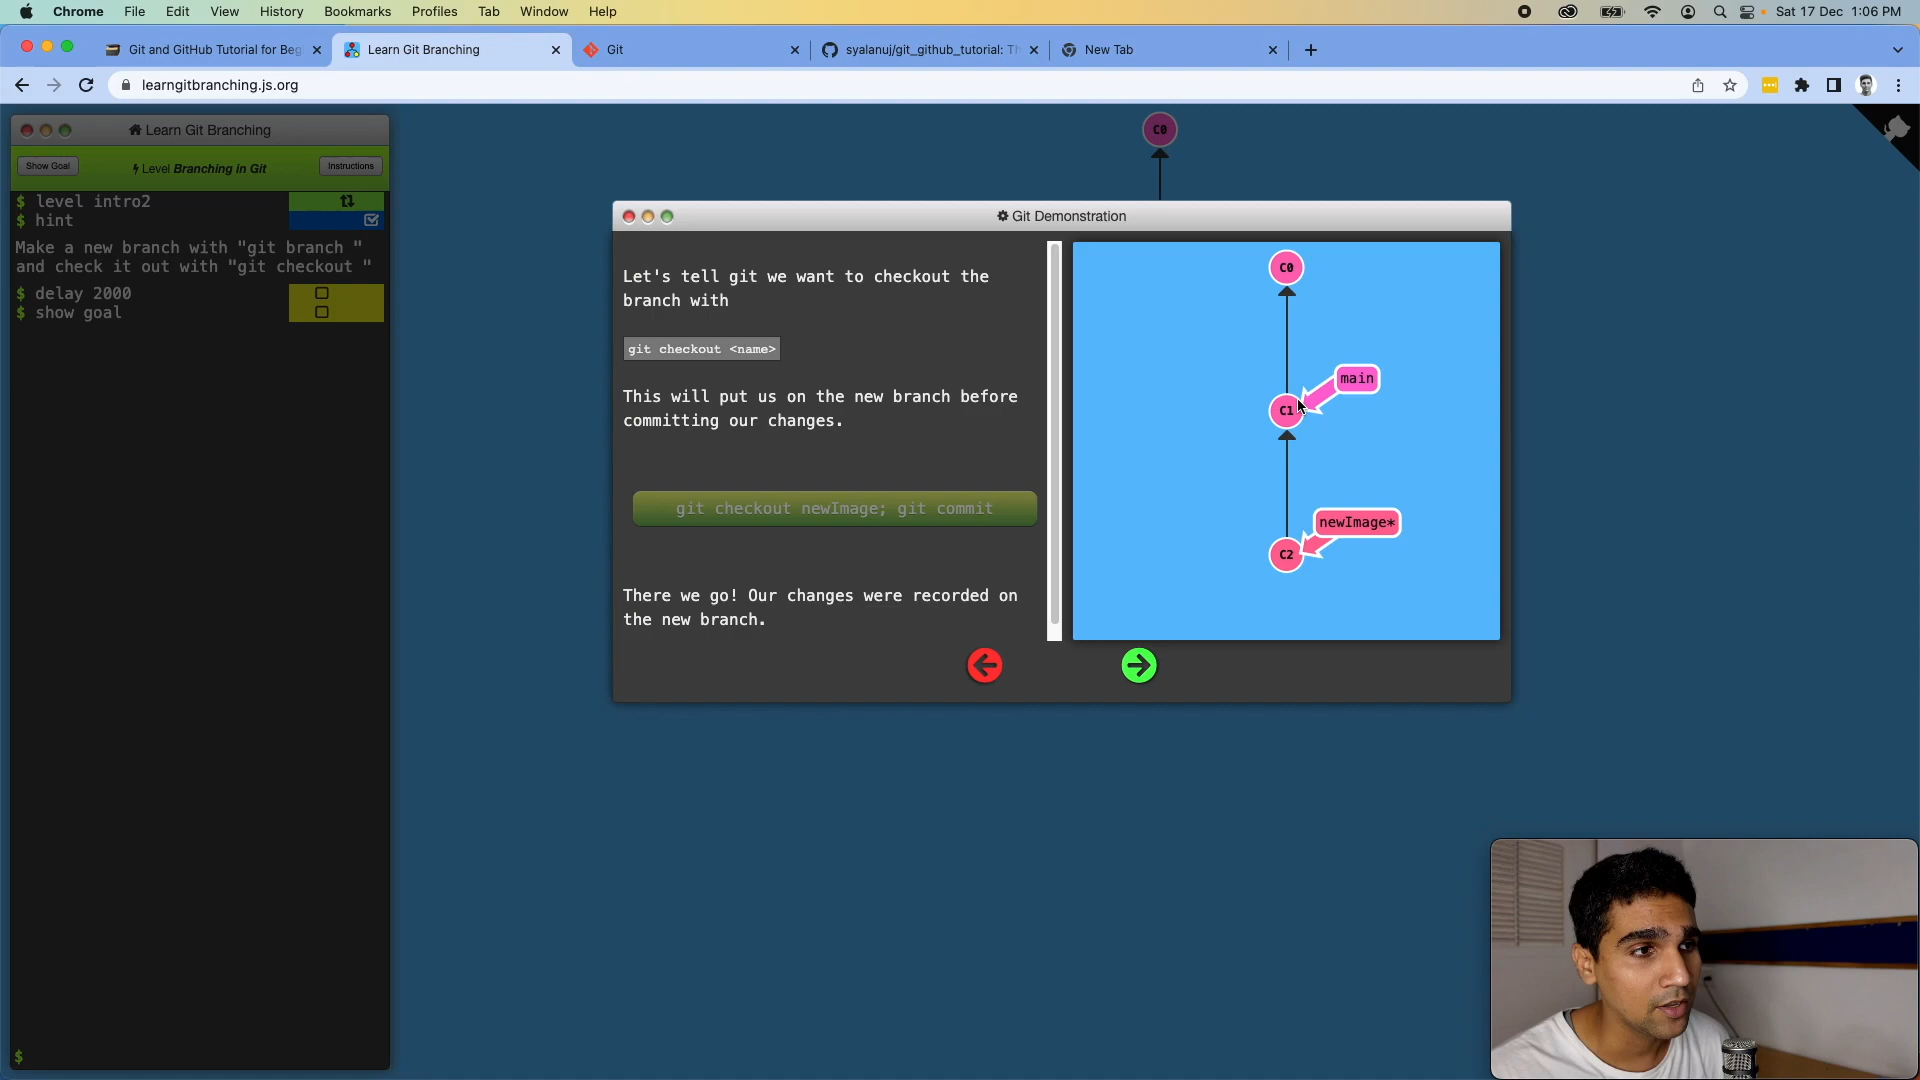 Chrome File Edit View History Bookmarks Profiles Tab Window Help Sat 17 Dec 1:06 PM
Git and GitHub Tutorial for Beg Learn Git Branching Git syalanuj/git_github_tutorial: Th New Tab
learngitbranching.js.org
Learn Git Branching
Show Goal Level Branching in Git Instructions
$ level intro2
$ hint
Make a new branch with "git branch "
and check it out with "git checkout "
$ delay 2000
$ show goal
$
C0
Git Demonstration
Let's tell git we want to checkout the
branch with
git checkout <name>
This will put us on the new branch before
committing our changes.
git checkout newImage; git commit
There we go! Our changes were recorded on
the new branch.
C0
main
C1
newImage*
C2